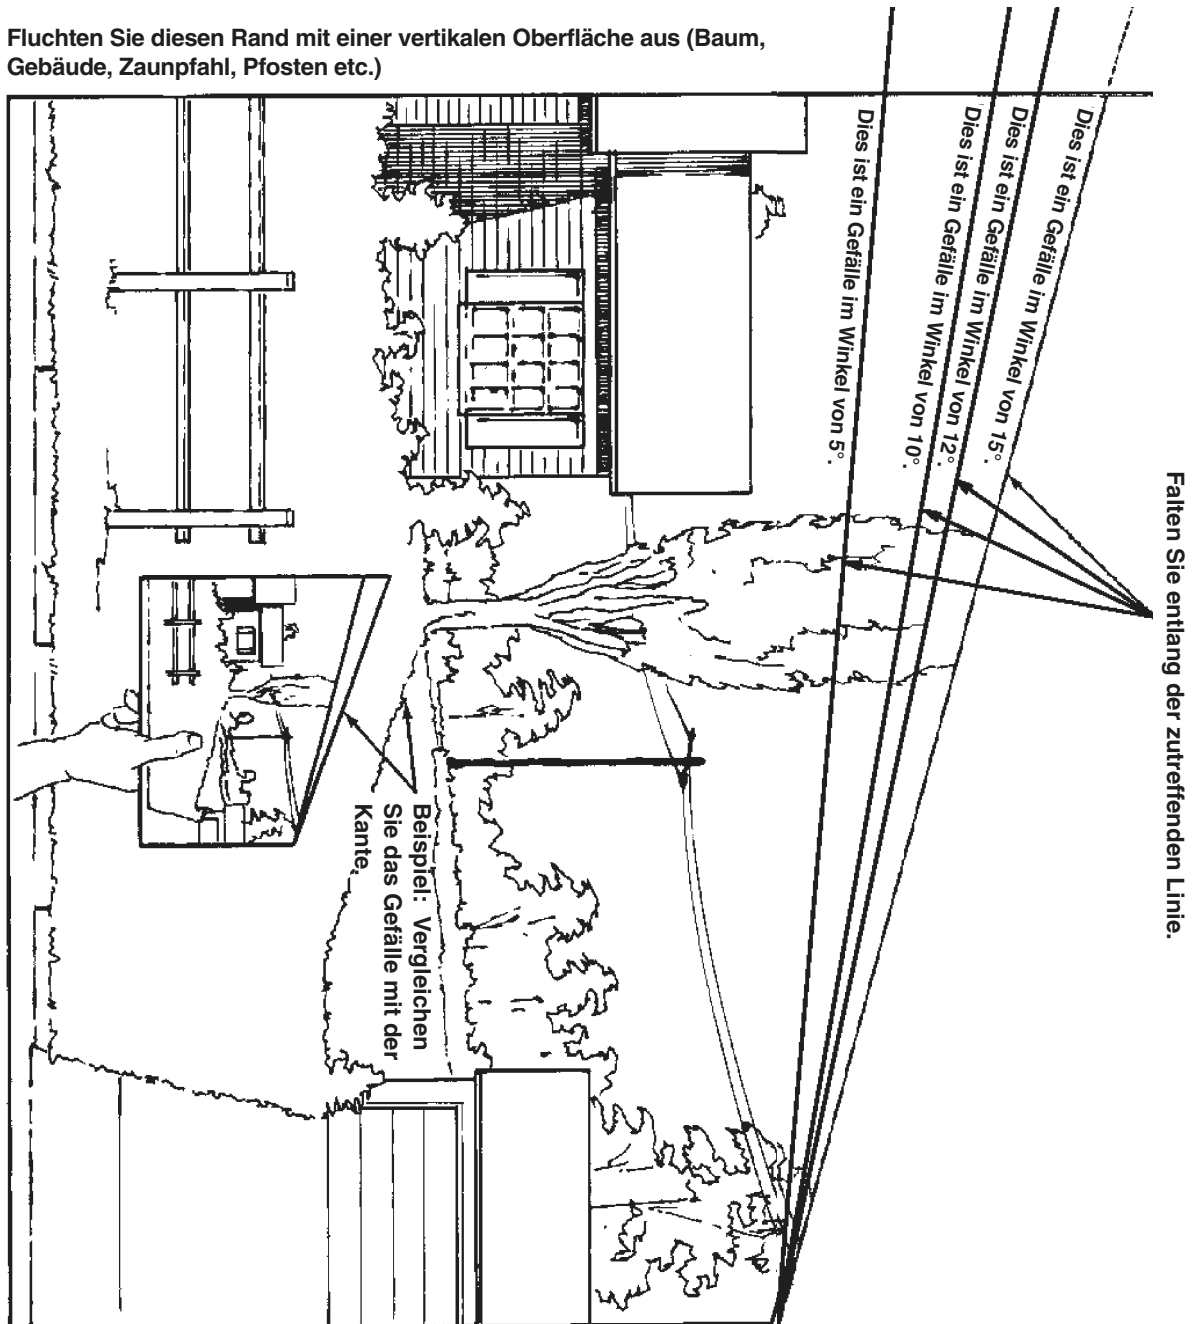 Fluchten Sie diesen Rand mit einer vertikalen Oberfläche aus (Baum,
Gebäude, Zaunpfahl, Pfosten etc.)
Dies ist ein Gefälle im Winkel von 15°.
Dies ist ein Gefälle im Winkel von 12°.
Dies ist ein Gefälle im Winkel von 10°.
Dies ist ein Gefälle im Winkel von 5°.
Falten Sie entlang der zutreffenden Linie.
Beispiel: Vergleichen
Sie das Gefälle mit der
Kante.